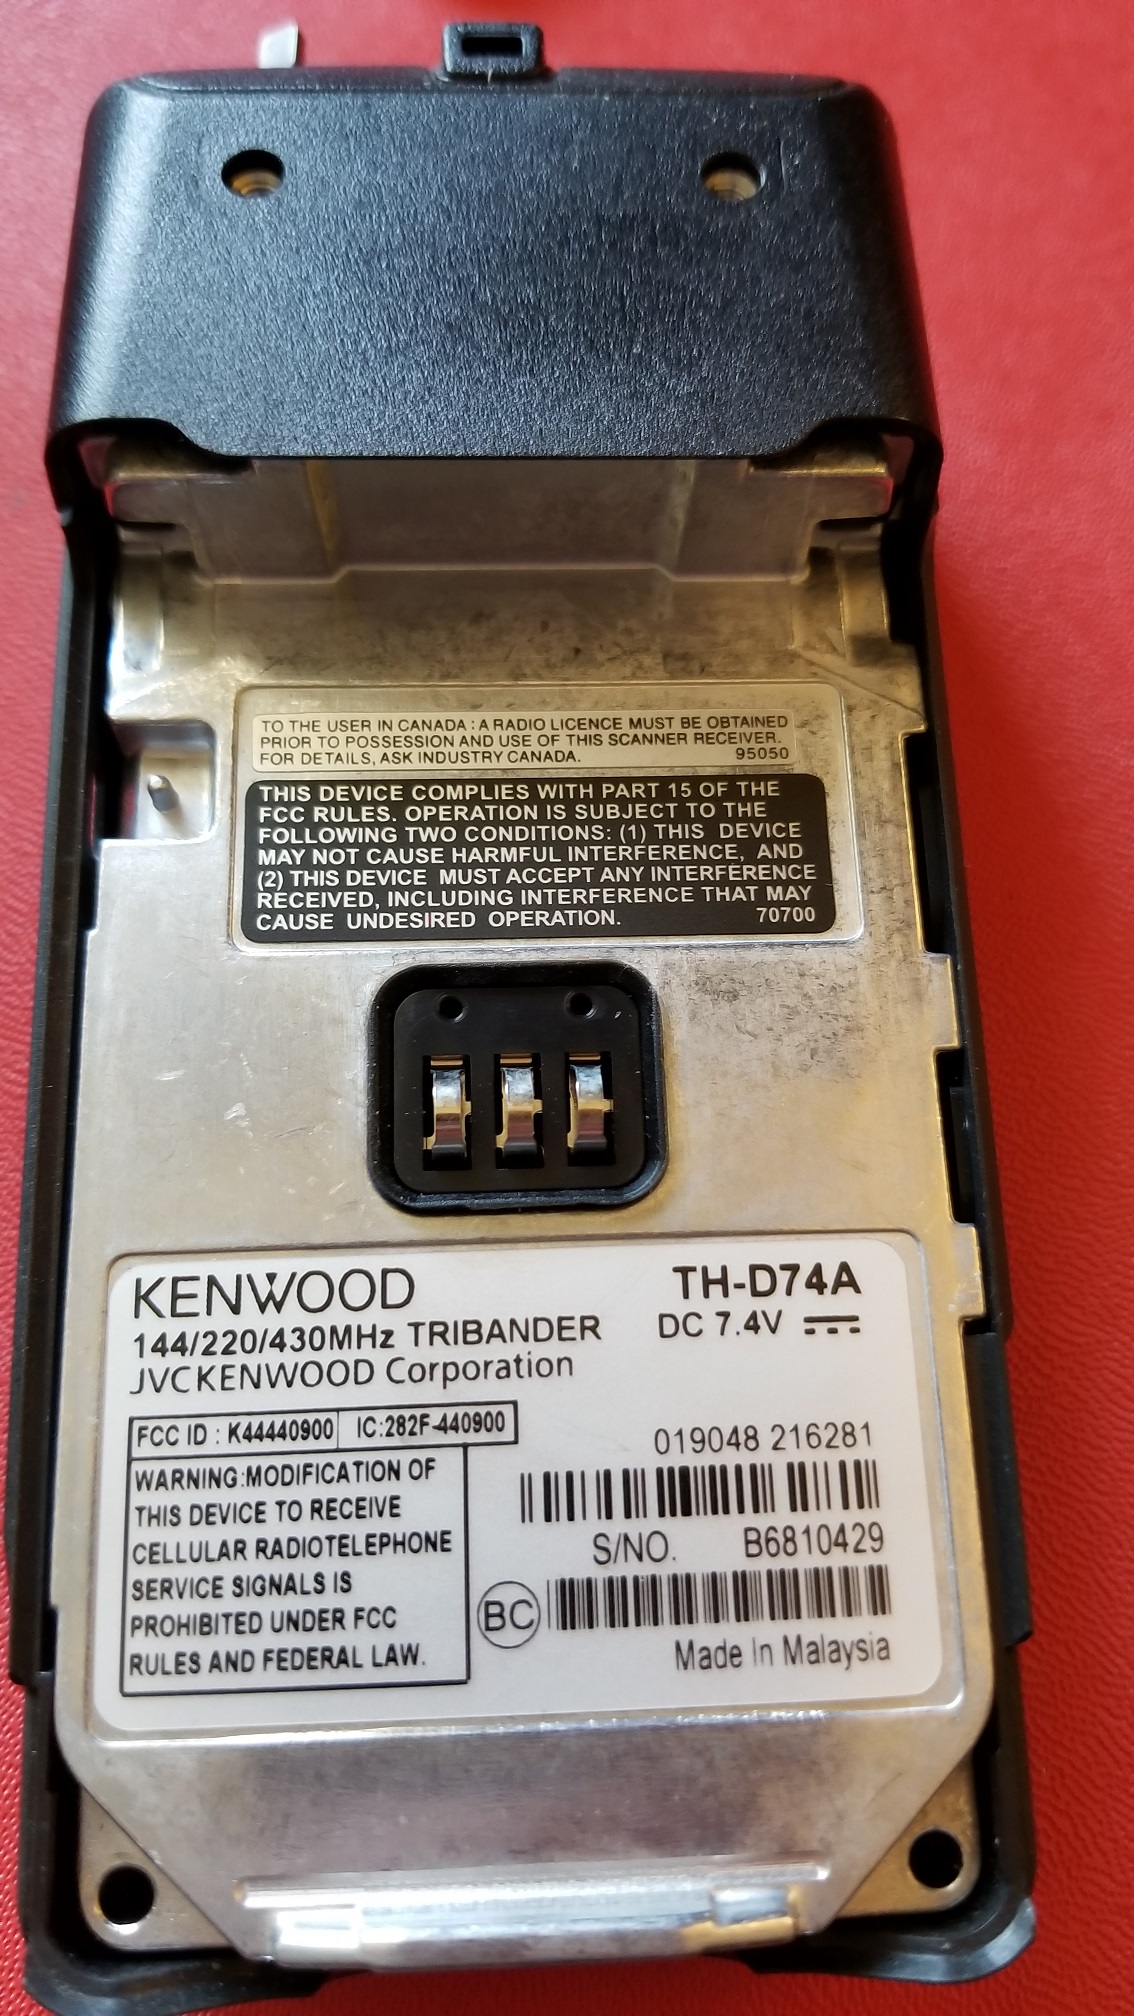 TO THE USER IN CANADA : A RADIO LICENCE MUST BE OBTAINED
PRIOR TO POSSESSION AND USE OF THIS SCANNER RECEIVER.
FOR DETAILS, ASK INDUSTRY CANADA. 95050
THIS DEVICE COMPLIES WITH PART 15 OF THE
FCC RULES. OPERATION IS SUBJECT TO THE
FOLLOWING TWO CONDITIONS: (1) THIS DEVICE
MAY NOT CAUSE HARMFUL INTERFERENCE, AND
(2) THIS DEVICE MUST ACCEPT ANY INTERFERENCE
RECEIVED, INCLUDING INTERFERENCE THAT MAY
CAUSE UNDESIRED OPERATION. 70700
KENWOOD TH-D74A
144/220/430MHz TRIBANDER DC 7.4V
JVCKENWOOD Corporation
FCC ID : K44440900 IC:282F-440900
WARNING:MODIFICATION OF
THIS DEVICE TO RECEIVE
CELLULAR RADIOTELEPHONE
SERVICE SIGNALS IS
PROHIBITED UNDER FCC
RULES AND FEDERAL LAW.
019048 216281
S/NO. B6810429
BC
Made In Malaysia